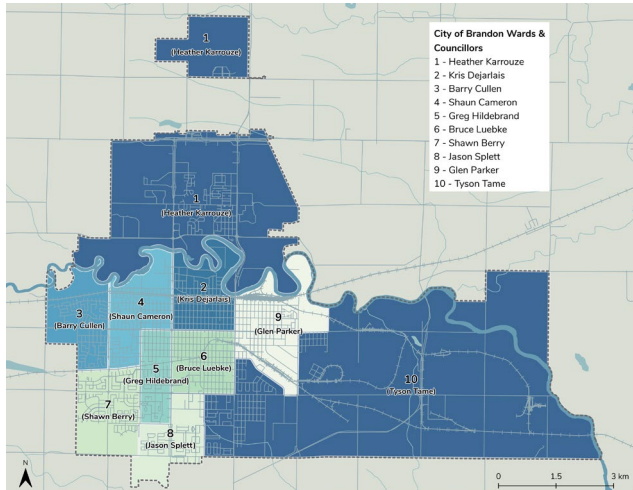 1
(Heather Karrouze)
City of Brandon Wards &
Councillors
1 - Heather Karrouze
2 - Kris Dejarlais
3 - Barry Cullen
4 - Shaun Cameron
5 - Greg Hildebrand
6 - Bruce Luebke
7 - Shawn Berry
8 - Jason Splett
9 - Glen Parker
10 - Tyson Tame
1
(Heather Karrouze)
2
(Kris Dejarlais)
3
(Barry Cullen)
4
(Shaun Cameron)
9
(Glen Parker)
6
(Bruce Luebke)
5
(Greg Hildebrand)
10
(Tyson Tame)
7
(Shawn Berry)
8
(Jason Splett)
N
0 1.5 3 km